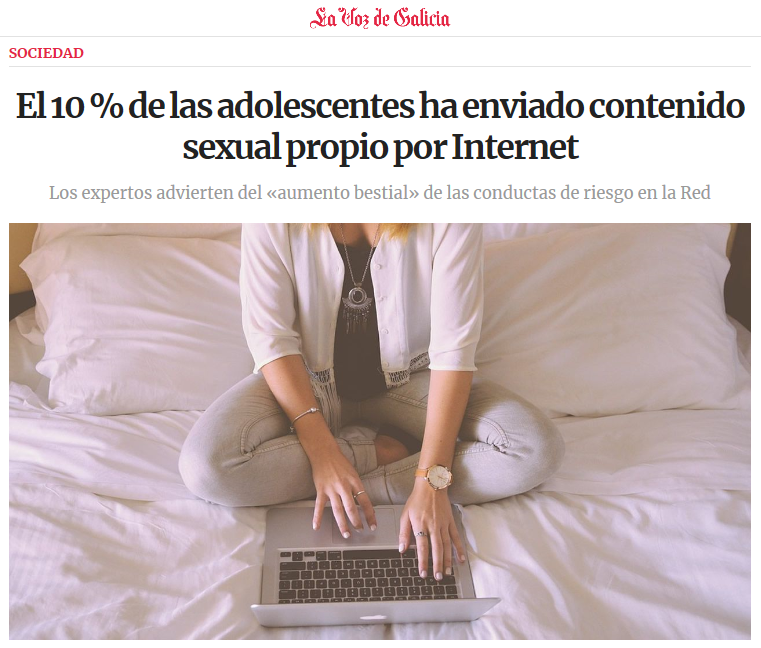 La Voz de Galicia
SOCIEDAD
El 10 % de las adolescentes ha enviado contenido
sexual propio por Internet
Los expertos advierten del «aumento bestial» de las conductas de riesgo en la Red